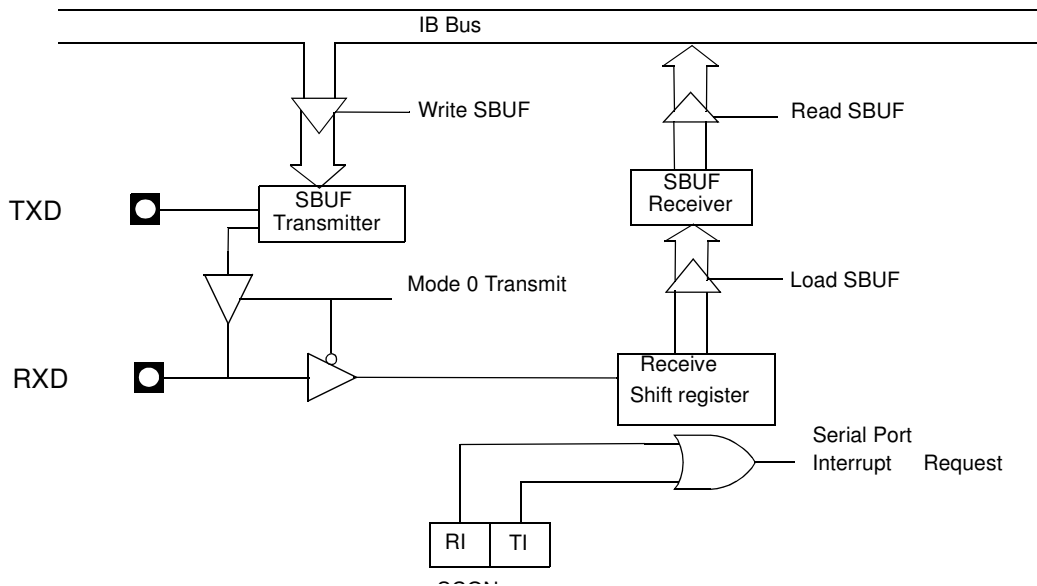 IB Bus
Write SBUF
Read SBUF
TXD
SBUF
Transmitter
SBUF
Receiver
Mode 0 Transmit
Load SBUF
RXD
Receive
Shift register
Serial Port
Interrupt Request
RI
TI